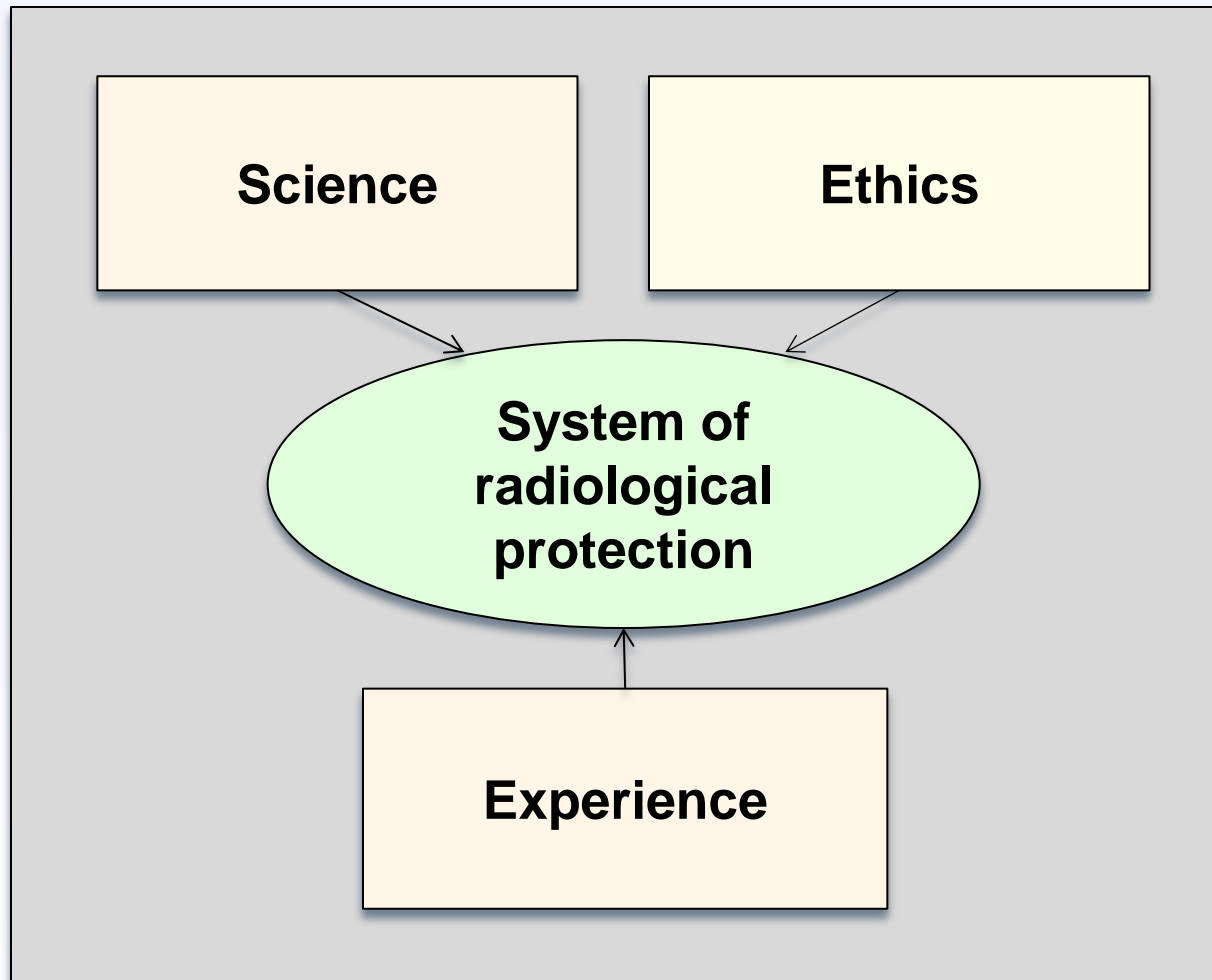 Science
Ethics
System of
radiological
protection
Experience